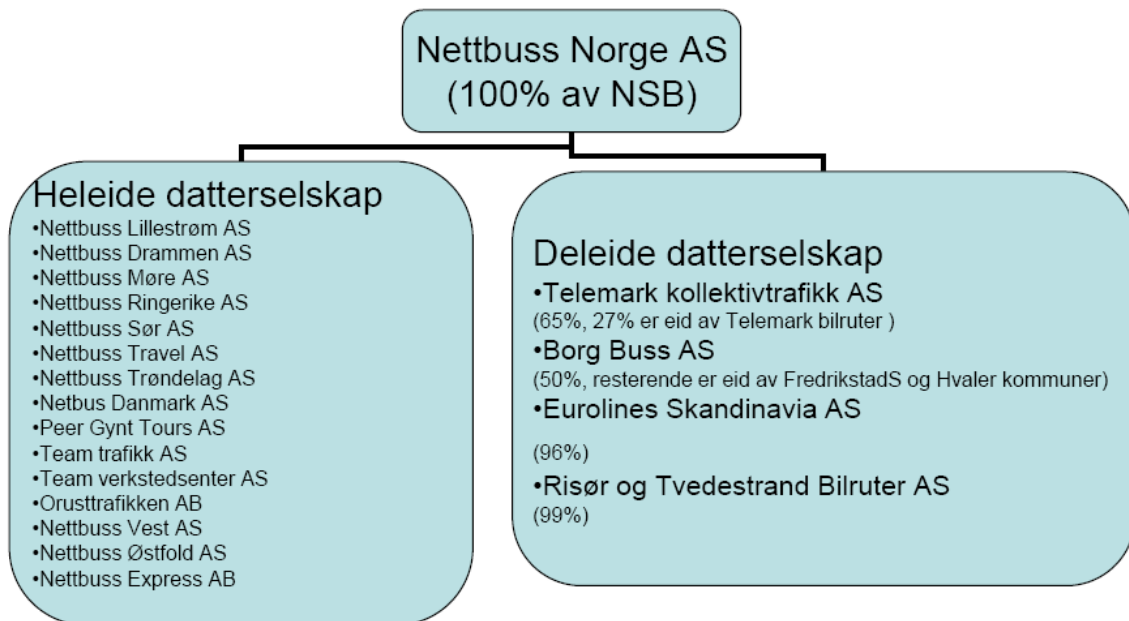 Nettbuss Norge AS
(100% av NSB)
Heleide datterselskap
•Nettbuss Lillestrøm AS
•Nettbuss Drammen AS
•Nettbuss Møre AS
•Nettbuss Ringerike AS
•Nettbuss Sør AS
•Nettbuss Travel AS
•Nettbuss Trøndelag AS
•Netbus Danmark AS
•Peer Gynt Tours AS
•Team trafikk AS
•Team verkstedsenter AS
•Orusttrafikken AB
•Nettbuss Vest AS
•Nettbuss Østfold AS
•Nettbuss Express AB
Deleide datterselskap
•Telemark kollektivtrafikk AS
(65%, 27% er eid av Telemark bilruter )
•Borg Buss AS
(50%, resterende er eid av FredrikstadS og Hvaler kommuner)
•Eurolines Skandinavia AS
(96%)
•Risør og Tvedestrand Bilruter AS
(99%)